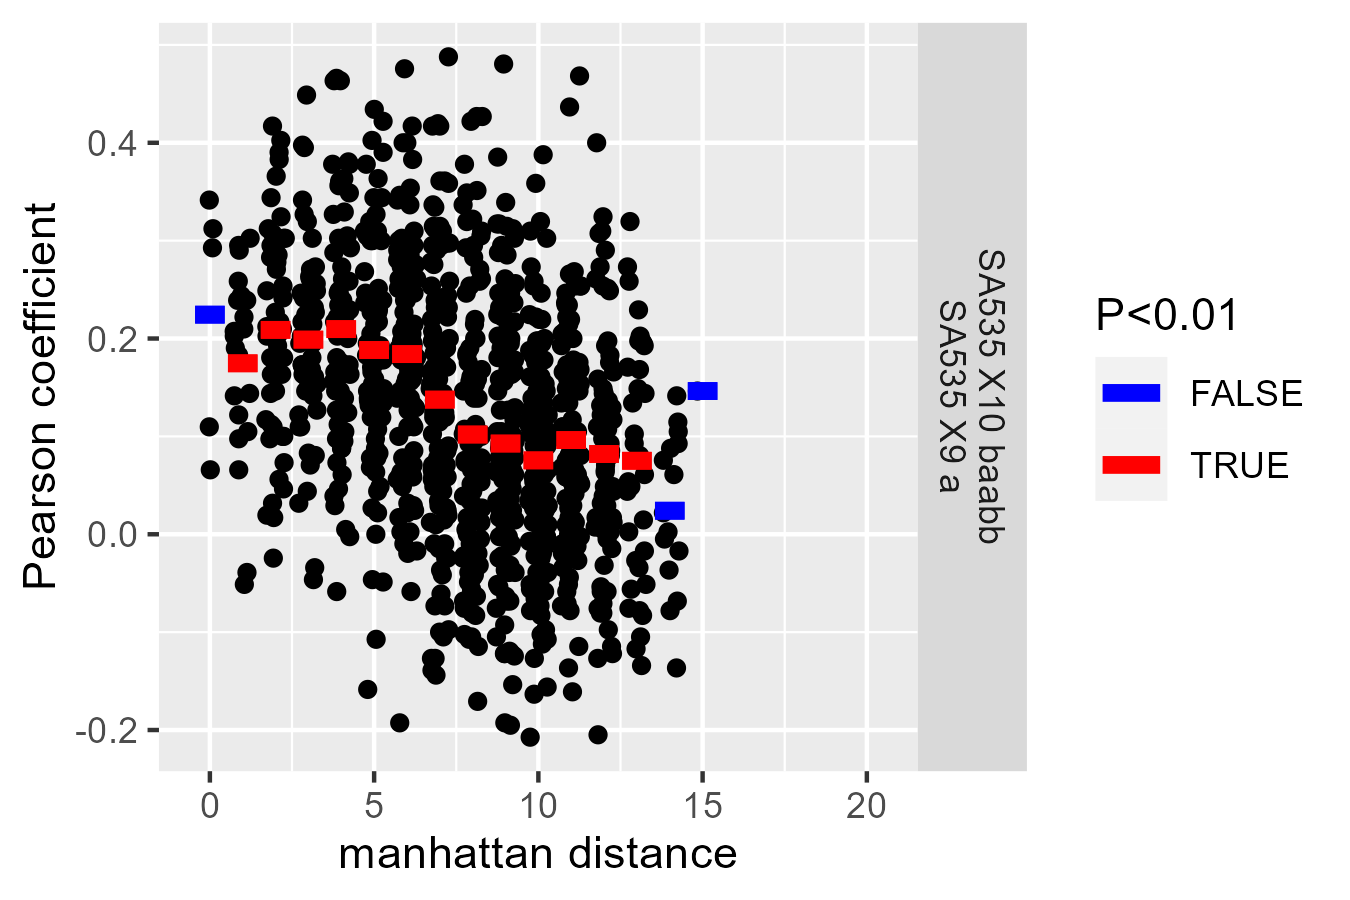 0.4
0.2
0.0
-0.2
Pearson coefficient
0 5 10 15 20
manhattan distance
SA535 X10 baabb
SA535 X9 a
P<0.01
FALSE
TRUE